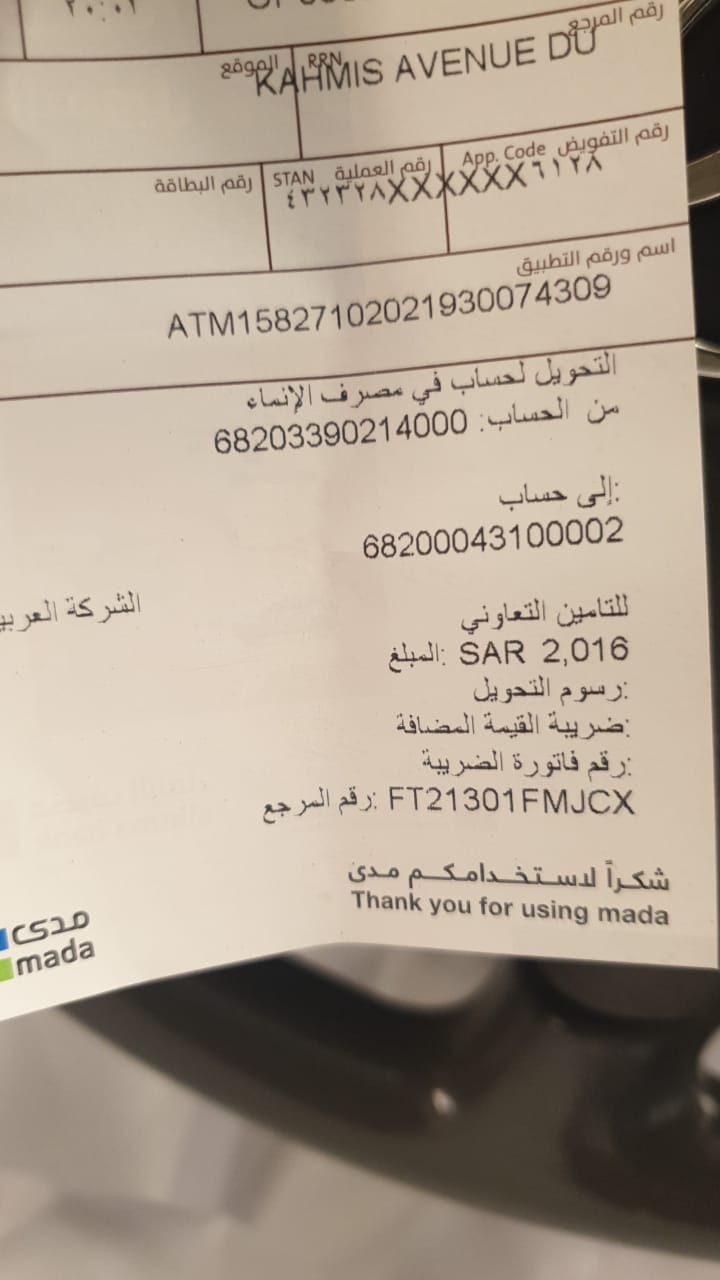 ٢٠:٠٢
رقم المرجع RRN الموقع
KAHMIS AVENUE DU
رقم التفويض App. Code رقم العملية STAN رقم البطاقة
٤٣٢٣٢٨XXXXXX٦١٢٨
اسم ورقم التطبيق
ATM15827102021930074309
التحويل لحساب في مصرف الإنماء
من الحساب: 68203390214000
إلى حساب:
68200043100002
الشركة
للتامين التعاوني
المبلغ: SAR 2,016
رسوم التحويل:
ضريبة القيمة المضافة:
رقم فاتورة الضريبة:
رقم المرجع: FT21301FMJCX
شكراً لاستخدامكم مدى
Thank you for using mada
مدى
mada